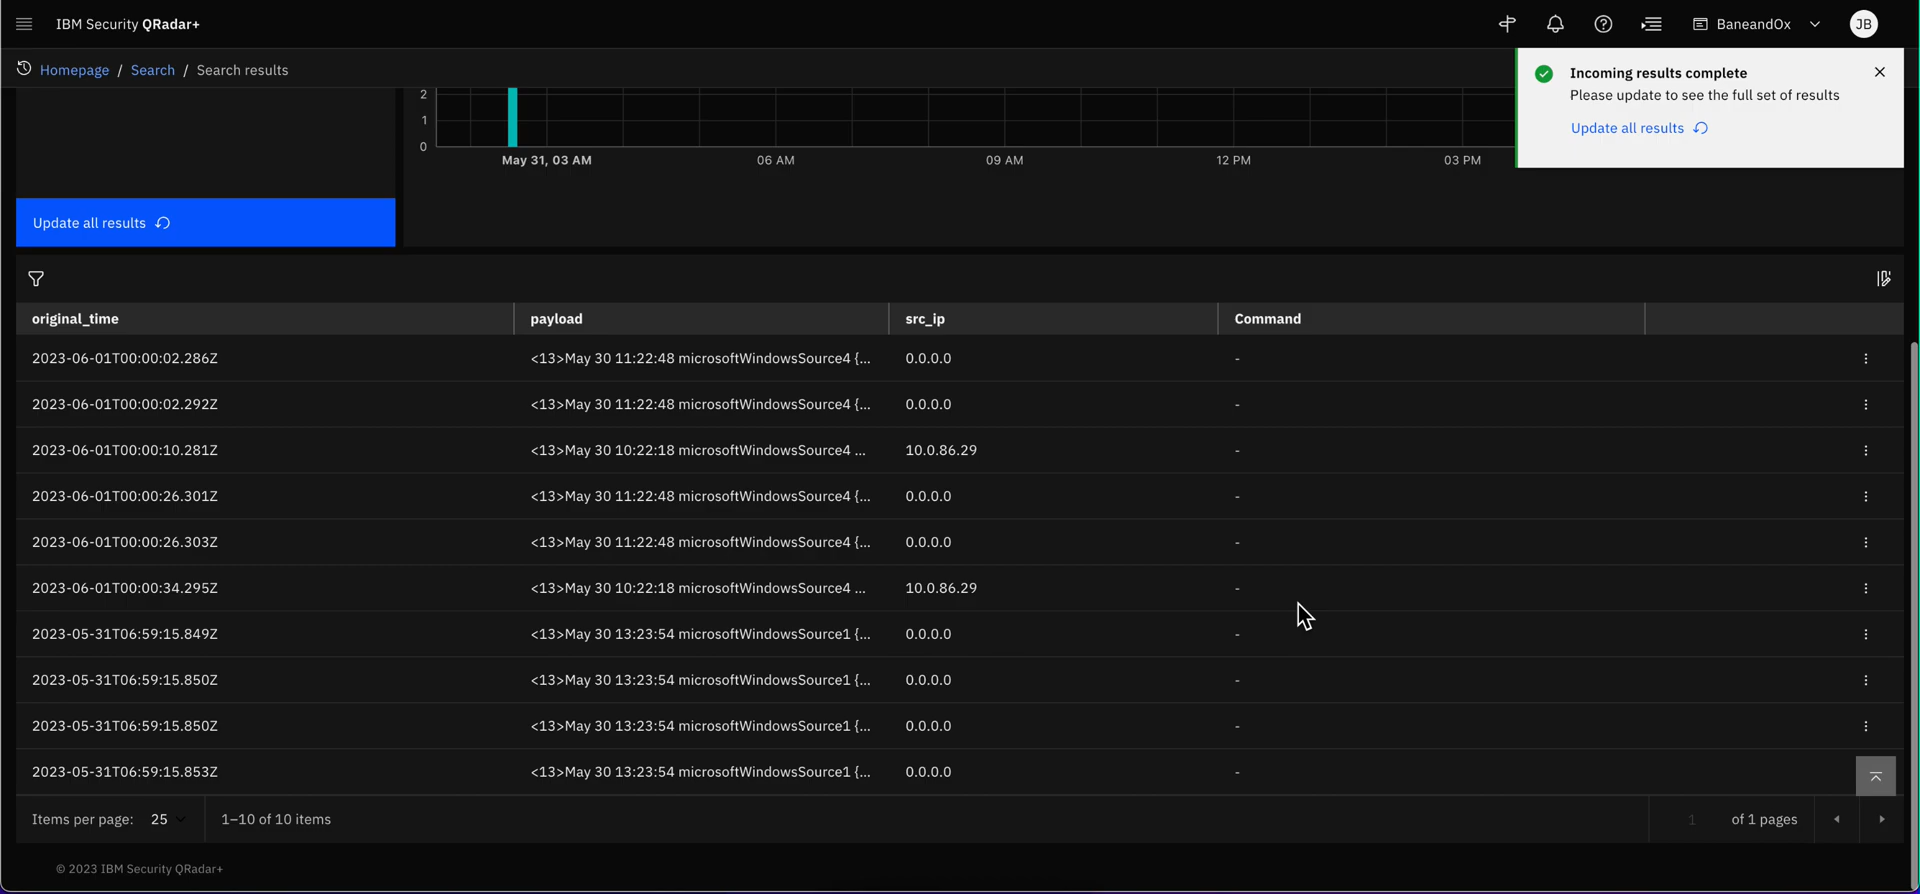 IBM Security QRadar+
BaneandOx
JB
Homepage / Search / Search results
Incoming results complete
Please update to see the full set of results
Update all results
2
1
0
May 31, 03 AM 06 AM 09 AM 12 PM 03 PM
Update all results
original_time payload src_ip Command
2023-06-01T00:00:02.286Z <13>May 30 11:22:48 microsoftWindowsSource4 {... 0.0.0.0 -
2023-06-01T00:00:02.292Z <13>May 30 11:22:48 microsoftWindowsSource4 {... 0.0.0.0 -
2023-06-01T00:00:10.281Z <13>May 30 10:22:18 microsoftWindowsSource4 ... 10.0.86.29 -
2023-06-01T00:00:26.301Z <13>May 30 11:22:48 microsoftWindowsSource4 {... 0.0.0.0 -
2023-06-01T00:00:26.303Z <13>May 30 11:22:48 microsoftWindowsSource4 {... 0.0.0.0 -
2023-06-01T00:00:34.295Z <13>May 30 10:22:18 microsoftWindowsSource4 ... 10.0.86.29 -
2023-05-31T06:59:15.849Z <13>May 30 13:23:54 microsoftWindowsSource1 {... 0.0.0.0 -
2023-05-31T06:59:15.850Z <13>May 30 13:23:54 microsoftWindowsSource1 {... 0.0.0.0 -
2023-05-31T06:59:15.850Z <13>May 30 13:23:54 microsoftWindowsSource1 {... 0.0.0.0 -
2023-05-31T06:59:15.853Z <13>May 30 13:23:54 microsoftWindowsSource1 {... 0.0.0.0 -
Items per page: 25 1–10 of 10 items 1 of 1 pages
© 2023 IBM Security QRadar+